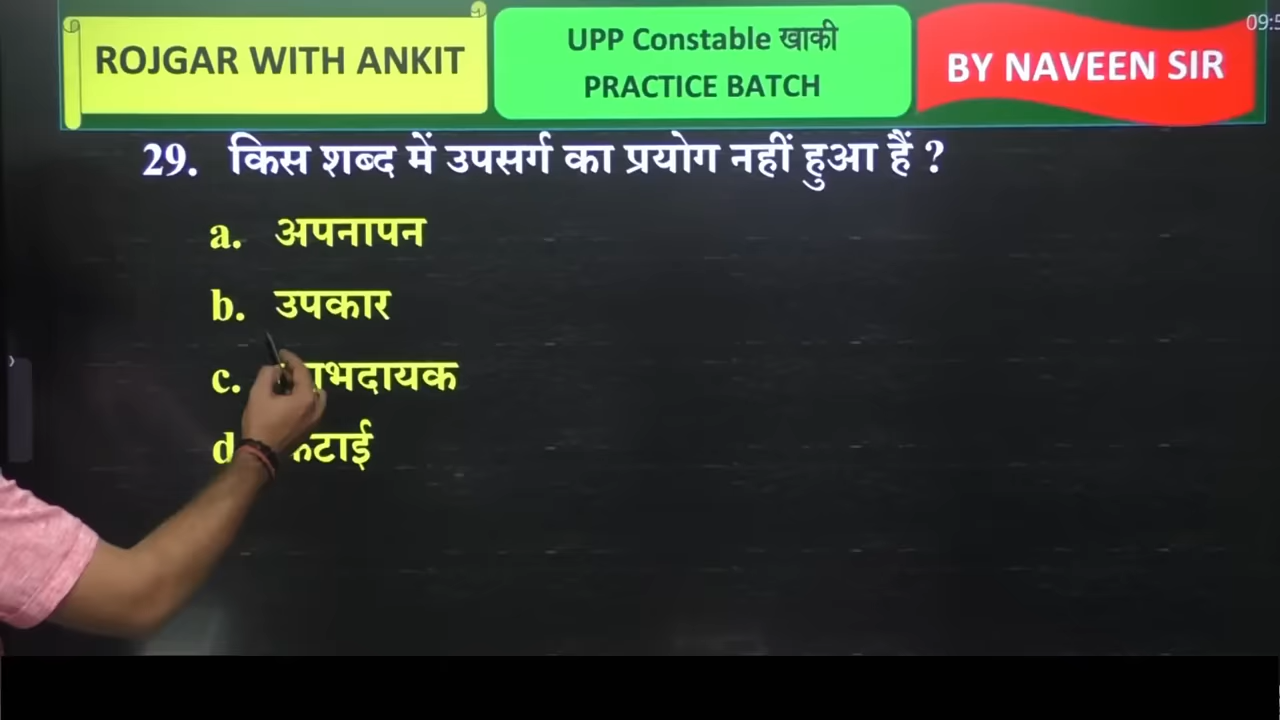 ROJGAR WITH ANKIT
UPP Constable खाकी
PRACTICE BATCH
BY NAVEEN SIR
29. किस शब्द में उपसर्ग का प्रयोग नहीं हुआ हैं ?
a. अपनापन
b. उपकार
c.
d